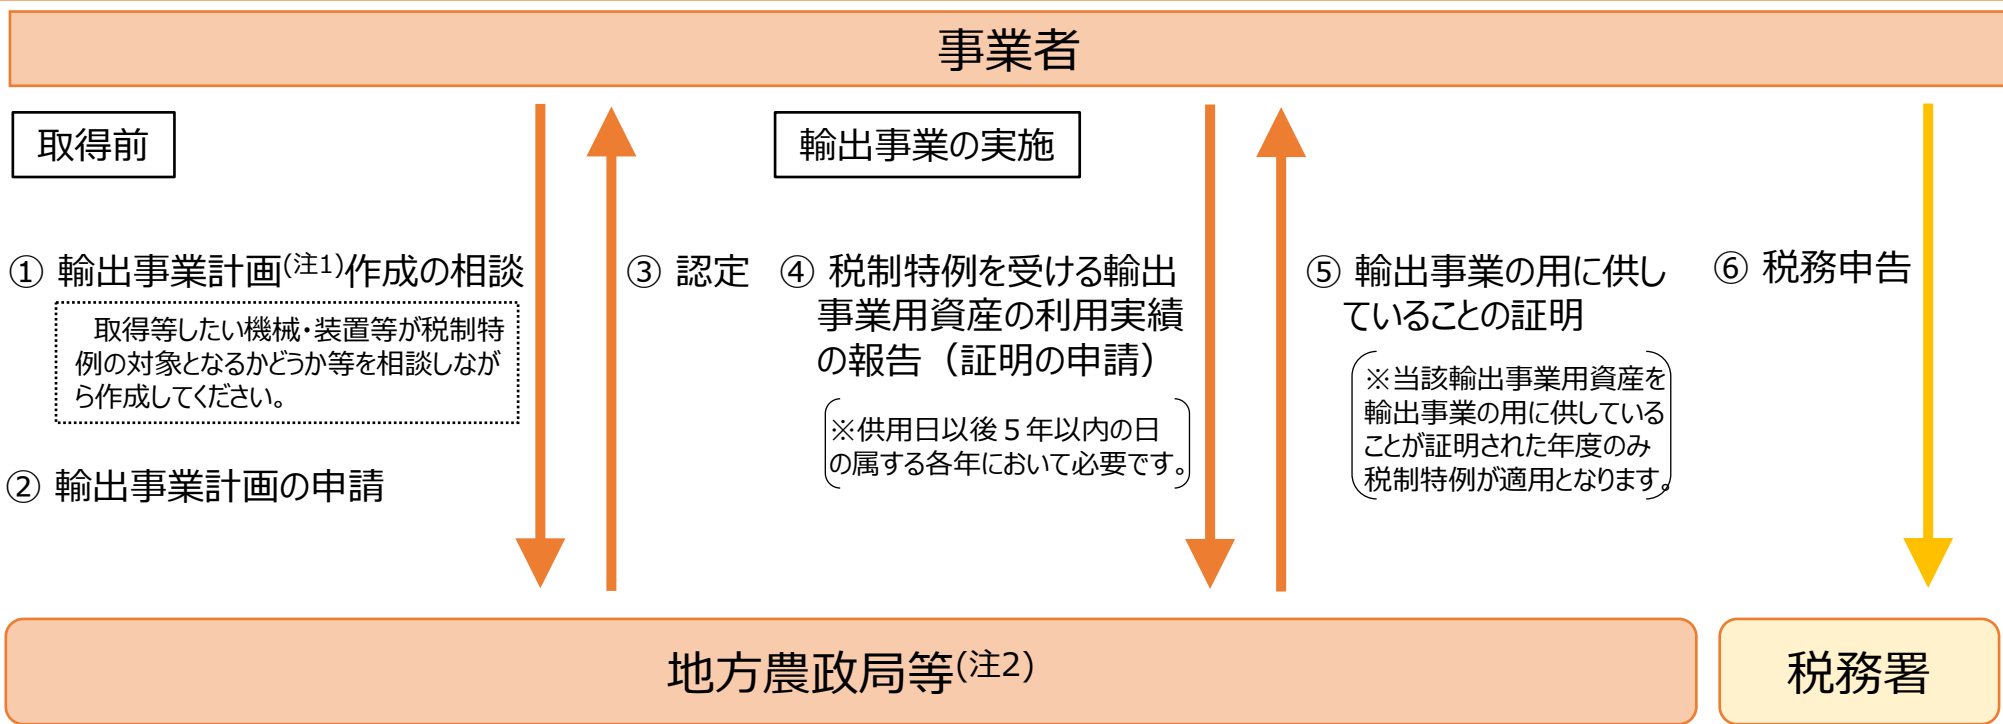 事業者
取得前
① 輸出事業計画(注1)作成の相談
取得等したい機械・装置等が税制特
例の対象となるかどうか等を相談しなが
ら作成してください。
② 輸出事業計画の申請
③ 認定
輸出事業の実施
④ 税制特例を受ける輸出
事業用資産の利用実績
の報告（証明の申請）
※供用日以後５年以内の日
の属する各年において必要です。
⑤ 輸出事業の用に供し
ていることの証明
※当該輸出事業用資産を
輸出事業の用に供している
ことが証明された年度のみ
税制特例が適用となります。
⑥ 税務申告
地方農政局等(注2)
税務署